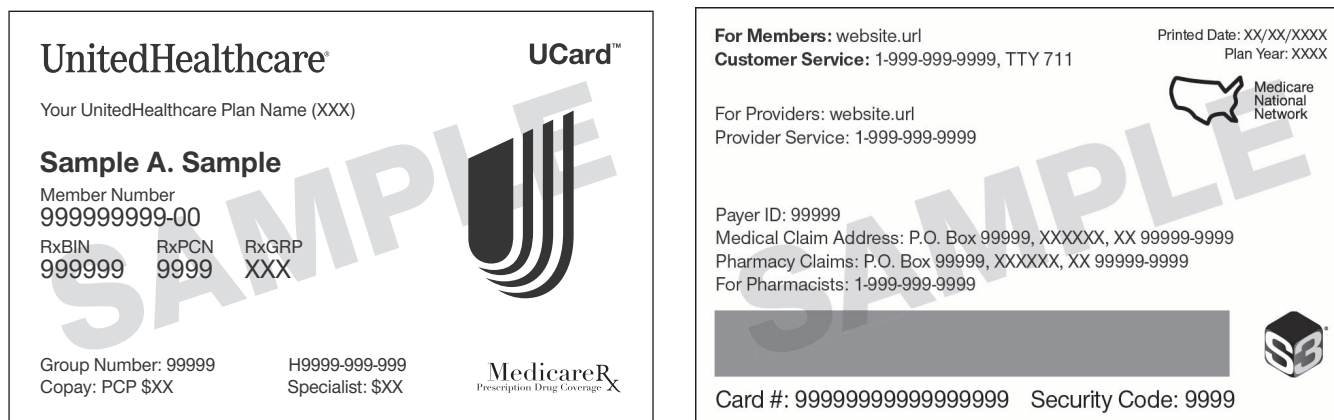 UnitedHealthcare®
UCard™
Your UnitedHealthcare Plan Name (XXX)
Sample A. Sample
Member Number
999999999-00
RxBIN RxPCN RxGRP
999999 9999 XXX
Group Number: 99999 H9999-999-999
Copay: PCP $XX Specialist: $XX
MedicareRx
Prescription Drug Coverage
SAMPLE
For Members: website.url
Customer Service: 1-999-999-9999, TTY 711
Printed Date: XX/XX/XXXX
Plan Year: XXXX
Medicare
National
Network
For Providers: website.url
Provider Service: 1-999-999-9999
Payer ID: 99999
Medical Claim Address: P.O. Box 99999, XXXXXX, XX 99999-9999
Pharmacy Claims: P.O. Box 99999, XXXXXX, XX 99999-9999
For Pharmacists: 1-999-999-9999
S3®
Card #: 99999999999999999 Security Code: 9999
SAMPLE